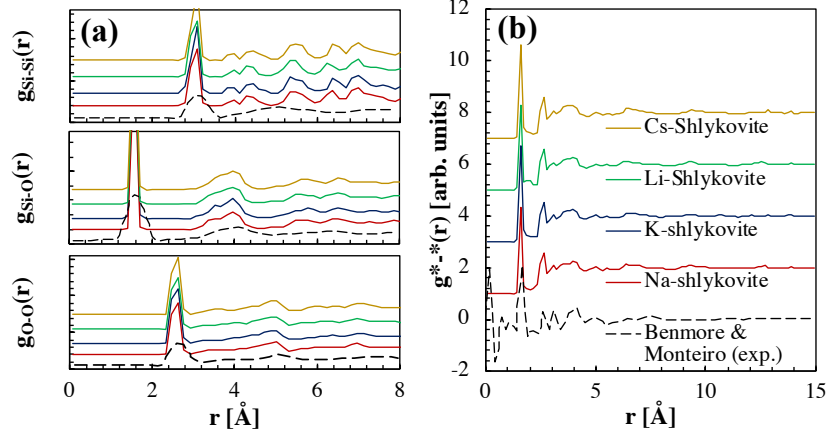 (a)
gSi-Si(r)
gSi-O(r)
gO-O(r)
0 2 4 6 8
r [Å]
(b)
g*-*(r) [arb. units]
12
10
8
Cs-Shlykovite
6
Li-Shlykovite
4
K-shlykovite
2
Na-shlykovite
0
Benmore &
Monteiro (exp.)
-2
0 5 10 15
r [Å]